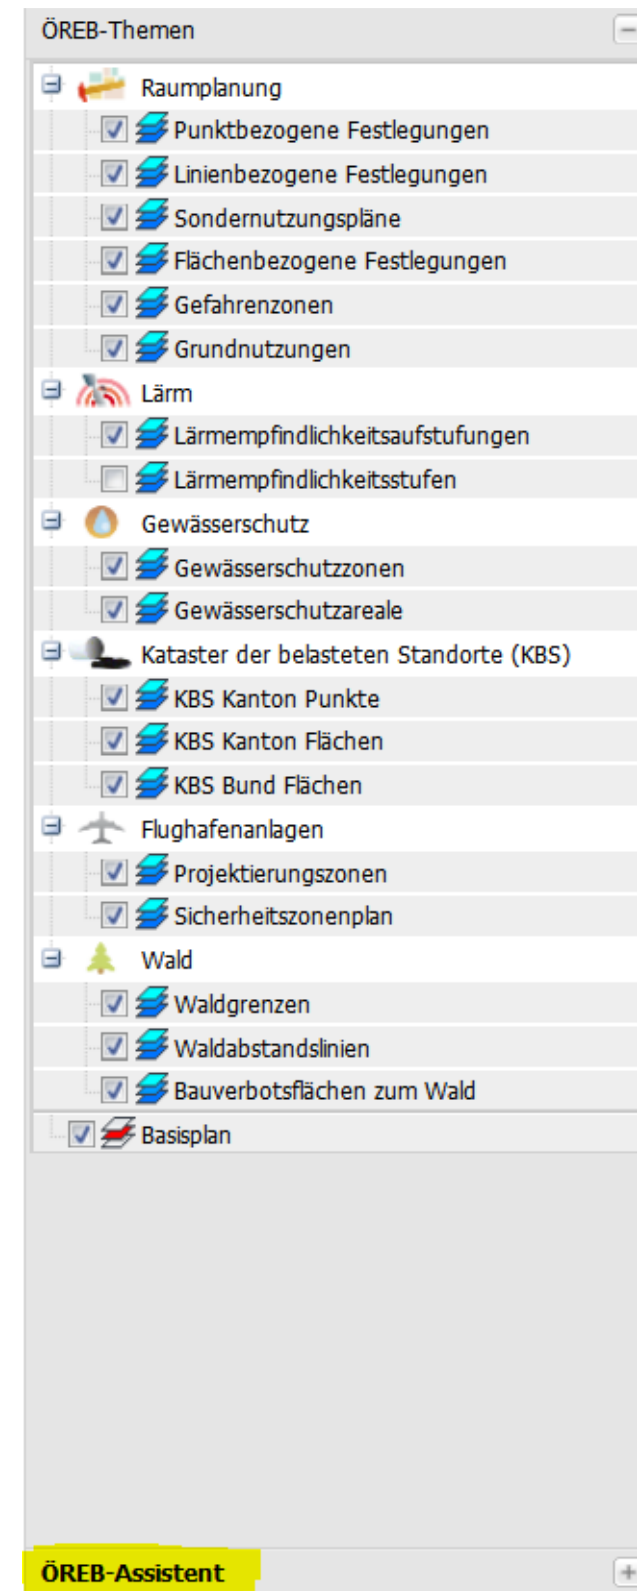 ÖREB-Themen
Raumplanung
Punktbezogene Festlegungen
Linienbezogene Festlegungen
Sondernutzungspläne
Flächenbezogene Festlegungen
Gefahrenzonen
Grundnutzungen
Lärm
Lärmempfindlichkeitsaufstufungen
Lärmempfindlichkeitsstufen
Gewässerschutz
Gewässerschutzzonen
Gewässerschutzareale
Kataster der belasteten Standorte (KBS)
KBS Kanton Punkte
KBS Kanton Flächen
KBS Bund Flächen
Flughafenanlagen
Projektierungszonen
Sicherheitszonenplan
Wald
Waldgrenzen
Waldabstandslinien
Bauverbotsflächen zum Wald
Basisplan
ÖREB-Assistent